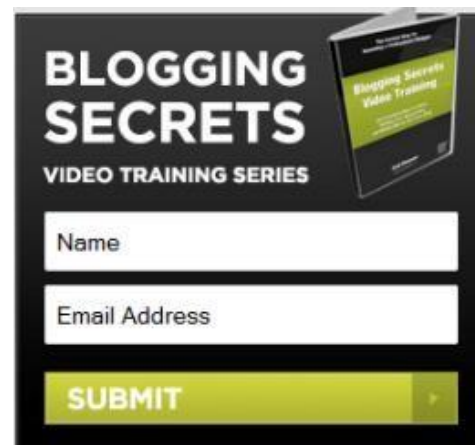 BLOGGING
SECRETS
VIDEO TRAINING SERIES
Blogging Secrets
Video Training
Name
Email Address
SUBMIT